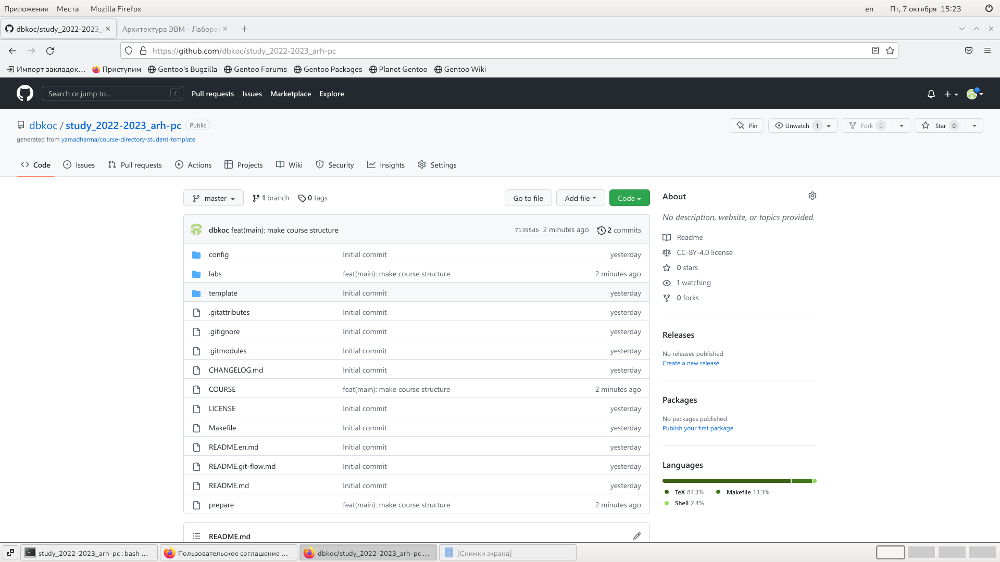 Приложения Места Mozilla Firefox en Пт, 7 октября 15:23
dbkoc/study_2022-2023_ Архитектура ЭВМ - Лаборат
https://github.com/dbkoc/study_2022-2023_arh-pc
Импорт закладок… Приступим Gentoo's Bugzilla Gentoo Forums Gentoo Packages Planet Gentoo Gentoo Wiki
Search or jump to... / Pull requests Issues Marketplace Explore
dbkoc / study_2022-2023_arh-pc Public Pin Unwatch 1 Fork 0 Star 0
generated from yamadharma/course-directory-student-template
Code Issues Pull requests Actions Projects Wiki Security Insights Settings
master 1 branch 0 tags Go to file Add file Code
dbkoc feat(main): make course structure 71395db 2 minutes ago 2 commits
config Initial commit yesterday
labs feat(main): make course structure 2 minutes ago
template Initial commit yesterday
.gitattributes Initial commit yesterday
.gitignore Initial commit yesterday
.gitmodules Initial commit yesterday
CHANGELOG.md Initial commit yesterday
COURSE feat(main): make course structure 2 minutes ago
LICENSE Initial commit yesterday
Makefile Initial commit yesterday
README.en.md Initial commit yesterday
README.git-flow.md Initial commit yesterday
README.md Initial commit yesterday
prepare feat(main): make course structure 2 minutes ago
README.md
About
No description, website, or topics provided.
Readme
CC-BY-4.0 license
0 stars
1 watching
0 forks
Releases
No releases published
Create a new release
Packages
No packages published
Publish your first package
Languages
TeX 84.3% Makefile 13.3%
Shell 2.4%
study_2022-2023_arh-pc : bash … Пользовательское соглашение … dbkoc/study_2022-2023_arh-pc … [Снимки экрана]